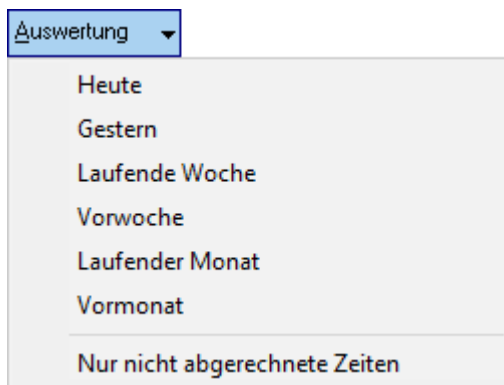 Auswertung
Heute
Gestern
Laufende Woche
Vorwoche
Laufender Monat
Vormonat
Nur nicht abgerechnete Zeiten